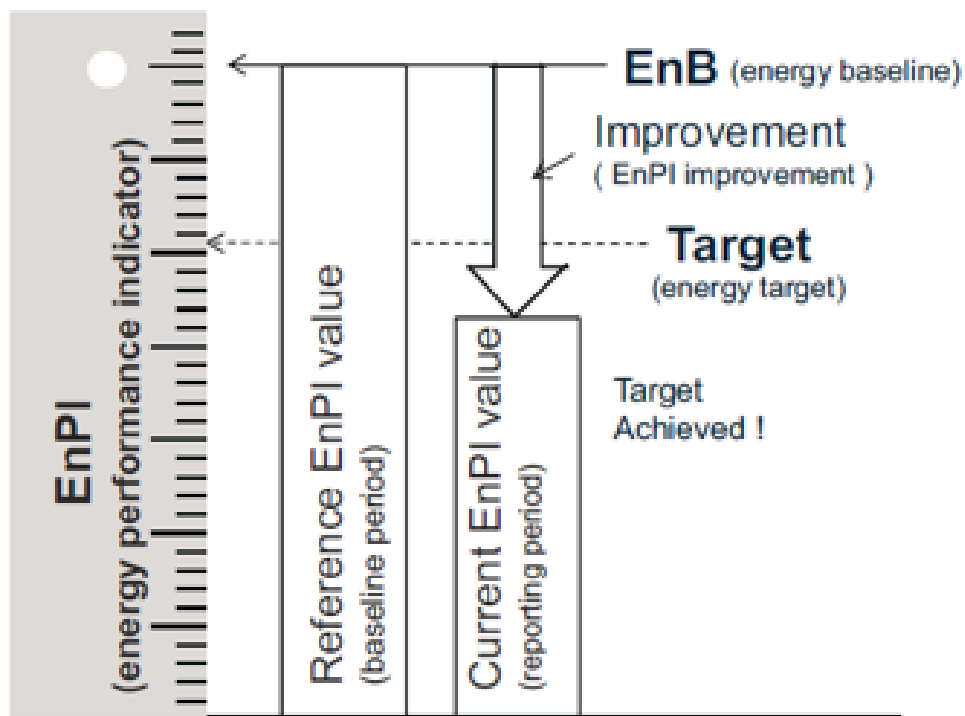 EnPI
(energy performance indicator)
Reference EnPI value
(baseline period)
Current EnPI value
(reporting period)
EnB (energy baseline)
Improvement
( EnPI improvement )
Target
(energy target)
Target
Achieved !